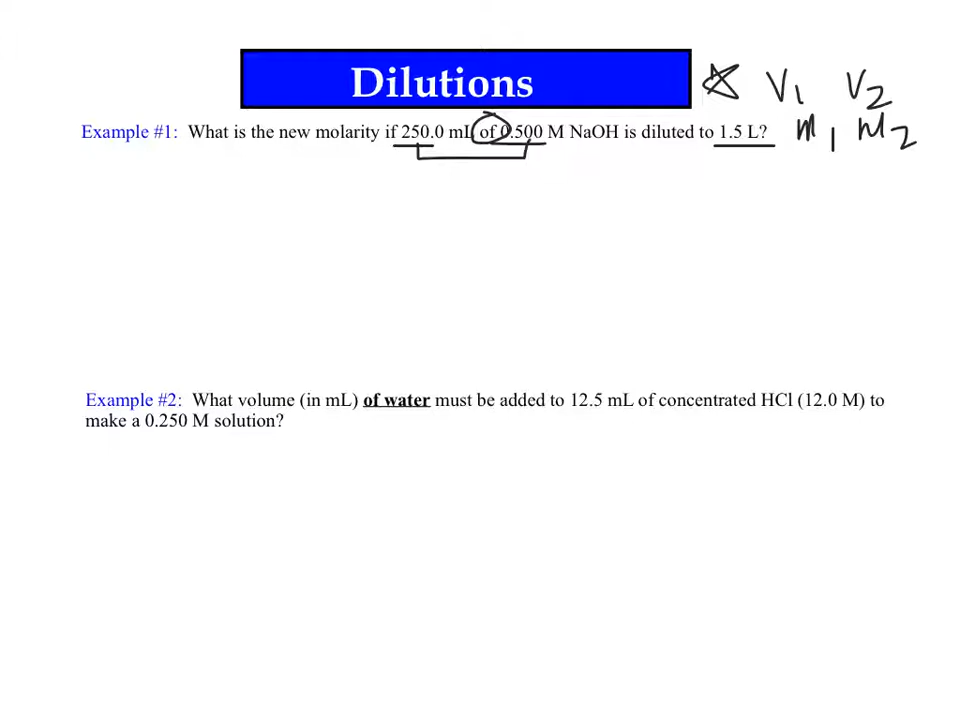 Dilutions
V1 V2
Example #1: What is the new molarity if 250.0 mL of 0.500 M NaOH is diluted to 1.5 L?
M1 M2
Example #2: What volume (in mL) of water must be added to 12.5 mL of concentrated HCl (12.0 M) to
make a 0.250 M solution?